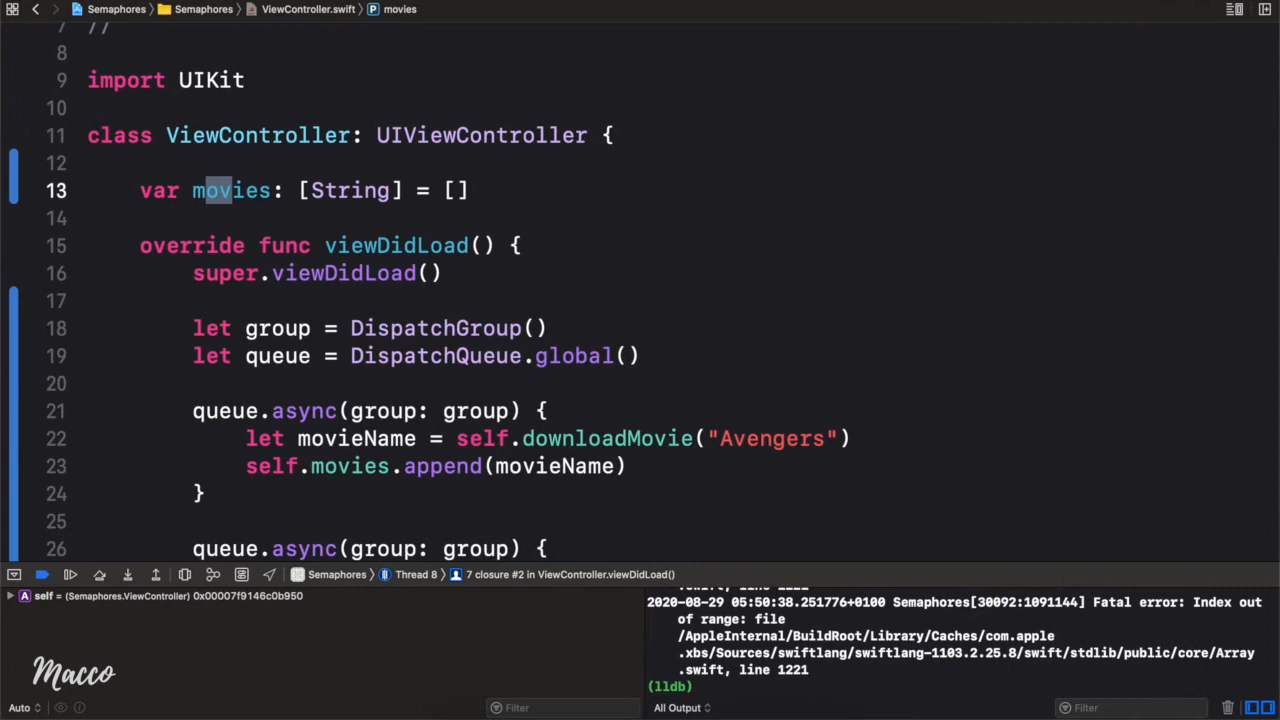 Semaphores > Semaphores > ViewController.swift > P movies
7 //
8
9 import UIKit
10
11 class ViewController: UIViewController {
12
13 var movies: [String] = []
14
15 override func viewDidLoad() {
16 super.viewDidLoad()
17
18 let group = DispatchGroup()
19 let queue = DispatchQueue.global()
20
21 queue.async(group: group) {
22 let movieName = self.downloadMovie("Avengers")
23 self.movies.append(movieName)
24 }
25
26 queue.async(group: group) {
Semaphores > Thread 8 > 7 closure #2 in ViewController.viewDidLoad()
A self = (Semaphores.ViewController) 0x00007f9146c0b950
.swift, line 1221
2020-08-29 05:50:38.251776+0100 Semaphores[30092:1091144] Fatal error: Index out
of range: file
/AppleInternal/BuildRoot/Library/Caches/com.apple
.xbs/Sources/swiftlang/swiftlang-1103.2.25.8/swift/stdlib/public/core/Array
.swift, line 1221
(lldb)
Macco
Auto
Filter
All Output
Filter